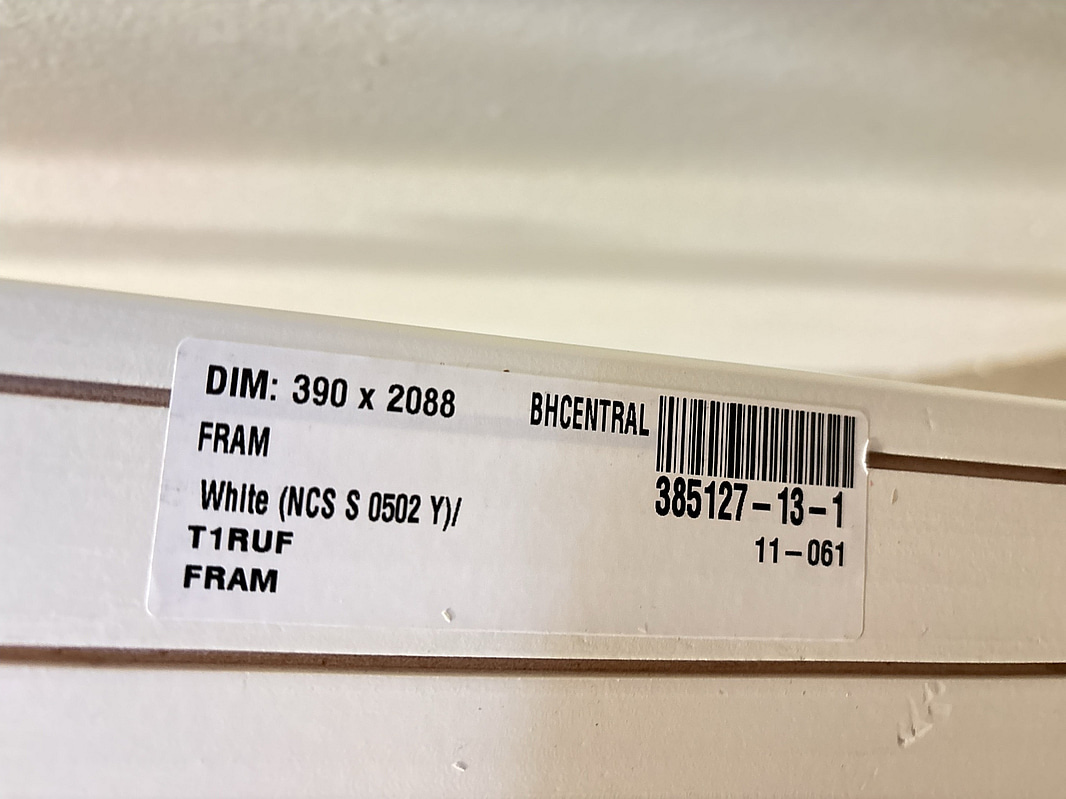 DIM: 390 x 2088
BHCENTRAL
FRAM
385127-13-1
White (NCS S 0502 Y)/
11-061
T1RUF
FRAM